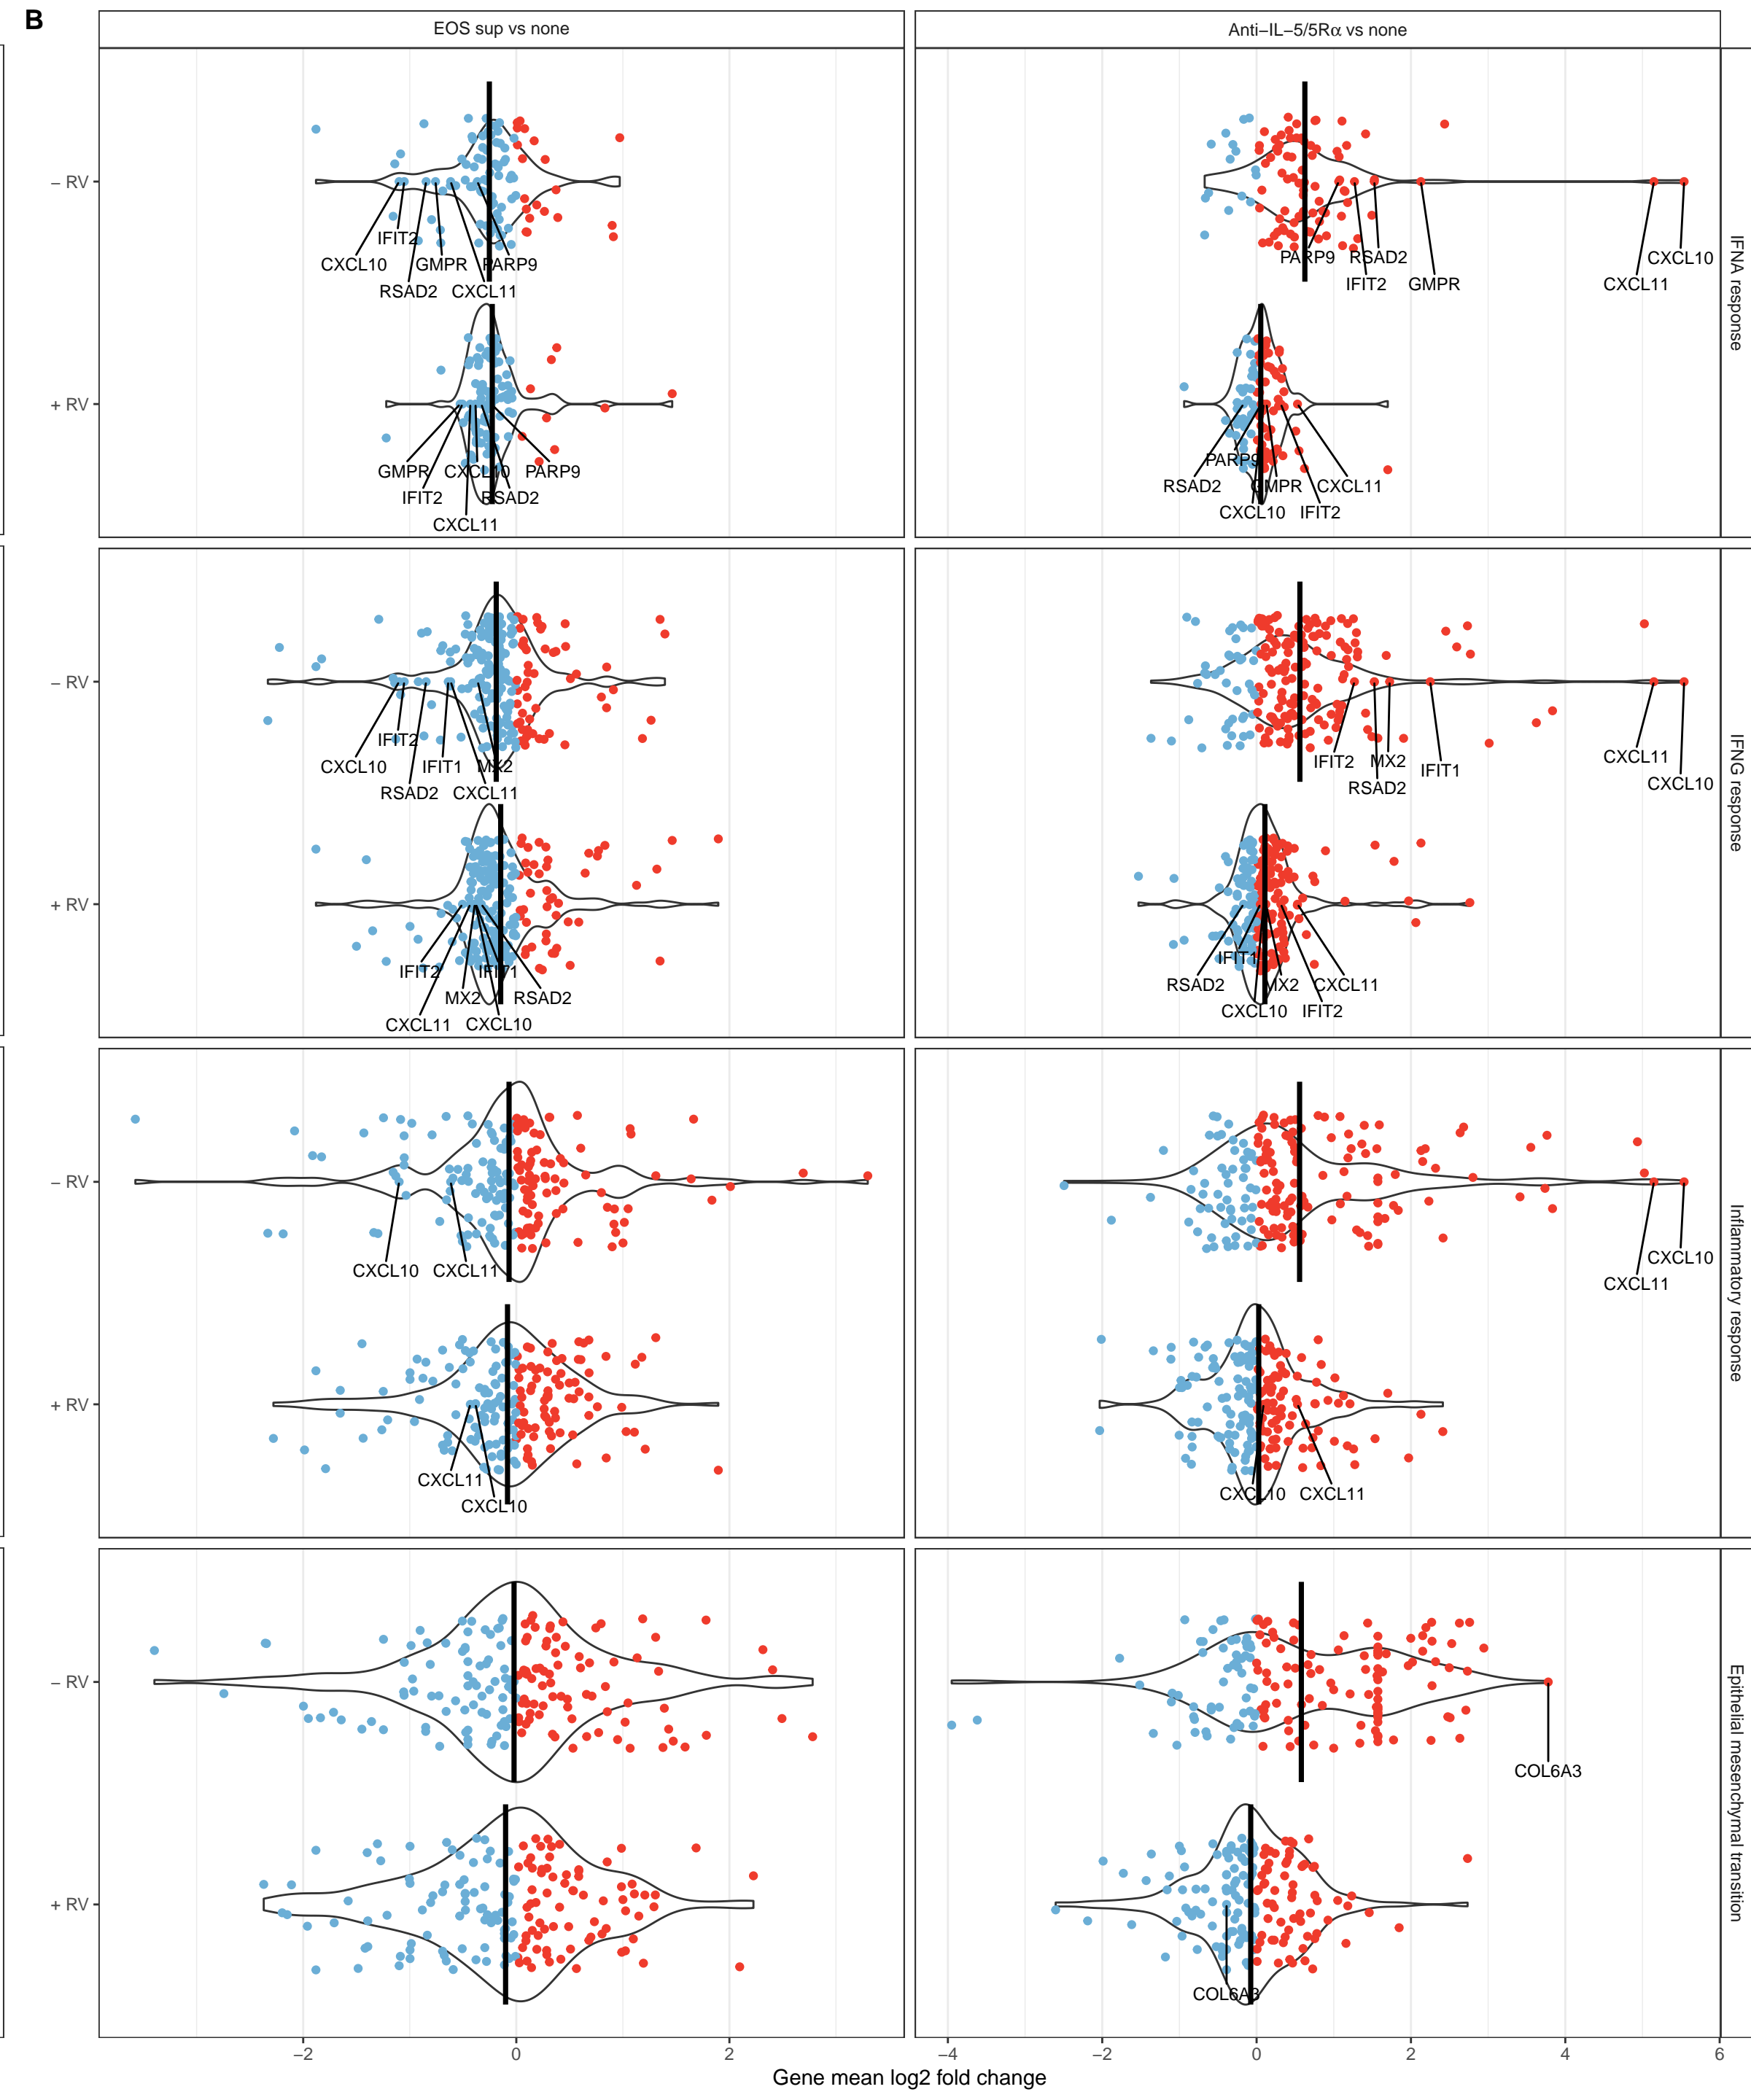 B
EOS sup vs none
Anti−IL−5/5Rα vs none
− RV
IFIT2
CXCL10
GMPR
PARP9
RSAD2
CXCL11
PARP9
RSAD2
CXCL10
IFIT2
GMPR
CXCL11
IFNA response
+ RV
GMPR
CXCL10
PARP9
IFIT2
RSAD2
CXCL11
PARP9
RSAD2
GMPR
CXCL11
CXCL10
IFIT2
− RV
IFIT2
CXCL10
IFIT1
MX2
RSAD2
CXCL11
IFIT2
MX2
IFIT1
CXCL11
RSAD2
CXCL10
IFNG response
+ RV
IFIT2
IFIT1
MX2
RSAD2
CXCL11
CXCL10
IFIT1
RSAD2
MX2
CXCL11
CXCL10
IFIT2
− RV
CXCL10
CXCL11
CXCL10
CXCL11
Inflammatory response
+ RV
CXCL11
CXCL10
CXCL10
CXCL11
− RV
COL6A3
Epithelial mesenchymal transition
+ RV
COL6A3
−2
0
2
−4
−2
0
2
4
6
Gene mean log2 fold change